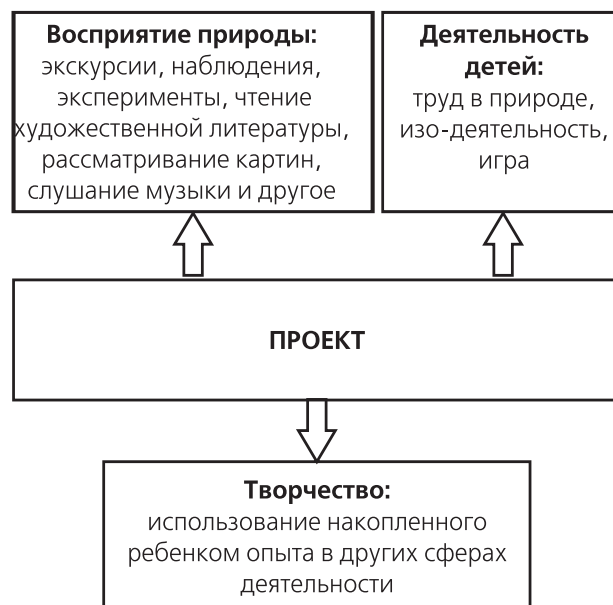 Восприятие природы:
экскурсии, наблюдения,
эксперименты, чтение
художественной литературы,
рассматривание картин,
слушание музыки и другое
Деятельность
детей:
труд в природе,
изо-деятельность,
игра
ПРОЕКТ
Творчество:
использование накопленного
ребенком опыта в других сферах
деятельности